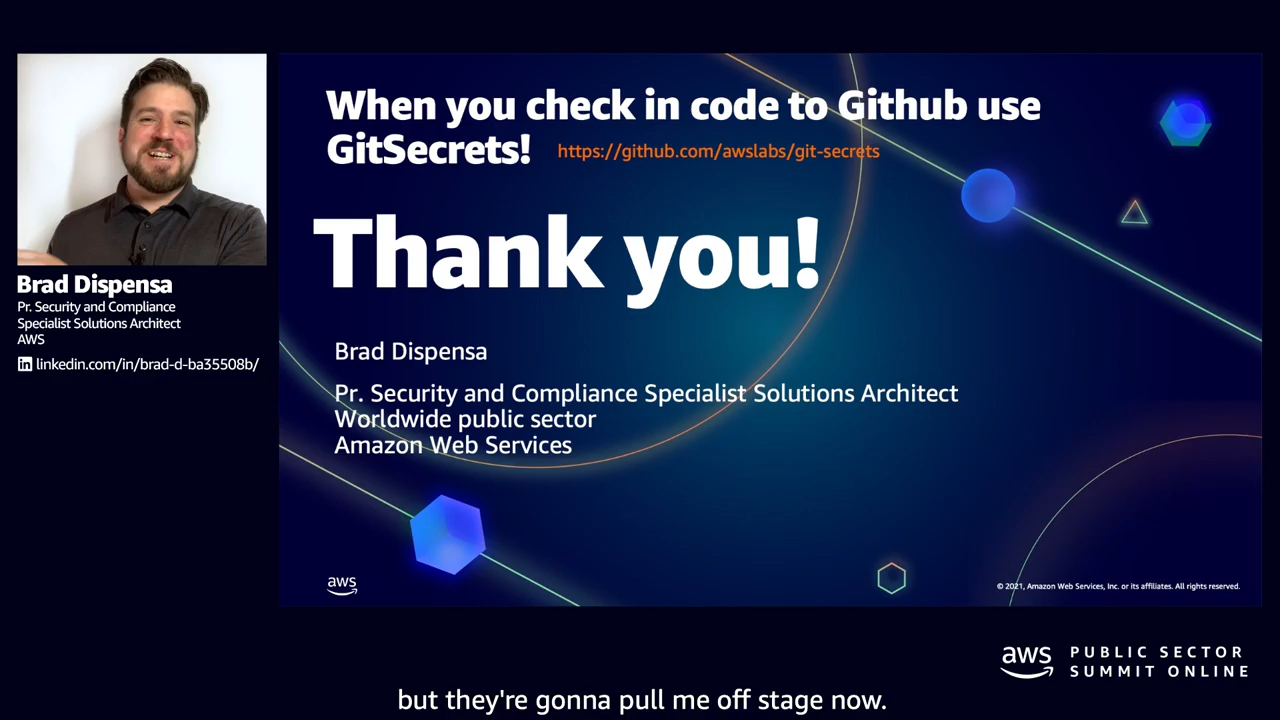 When you check in code to Github use
GitSecrets! https://github.com/awslabs/git-secrets
Thank you!
Brad Dispensa
Pr. Security and Compliance
Specialist Solutions Architect
AWS
in linkedin.com/in/brad-d-ba35508b/
Brad Dispensa
Pr. Security and Compliance Specialist Solutions Architect
Worldwide public sector
Amazon Web Services
aws
© 2021, Amazon Web Services, Inc. or its affiliates. All rights reserved.
aws PUBLIC SECTOR
SUMMIT ONLINE
but they're gonna pull me off stage now.